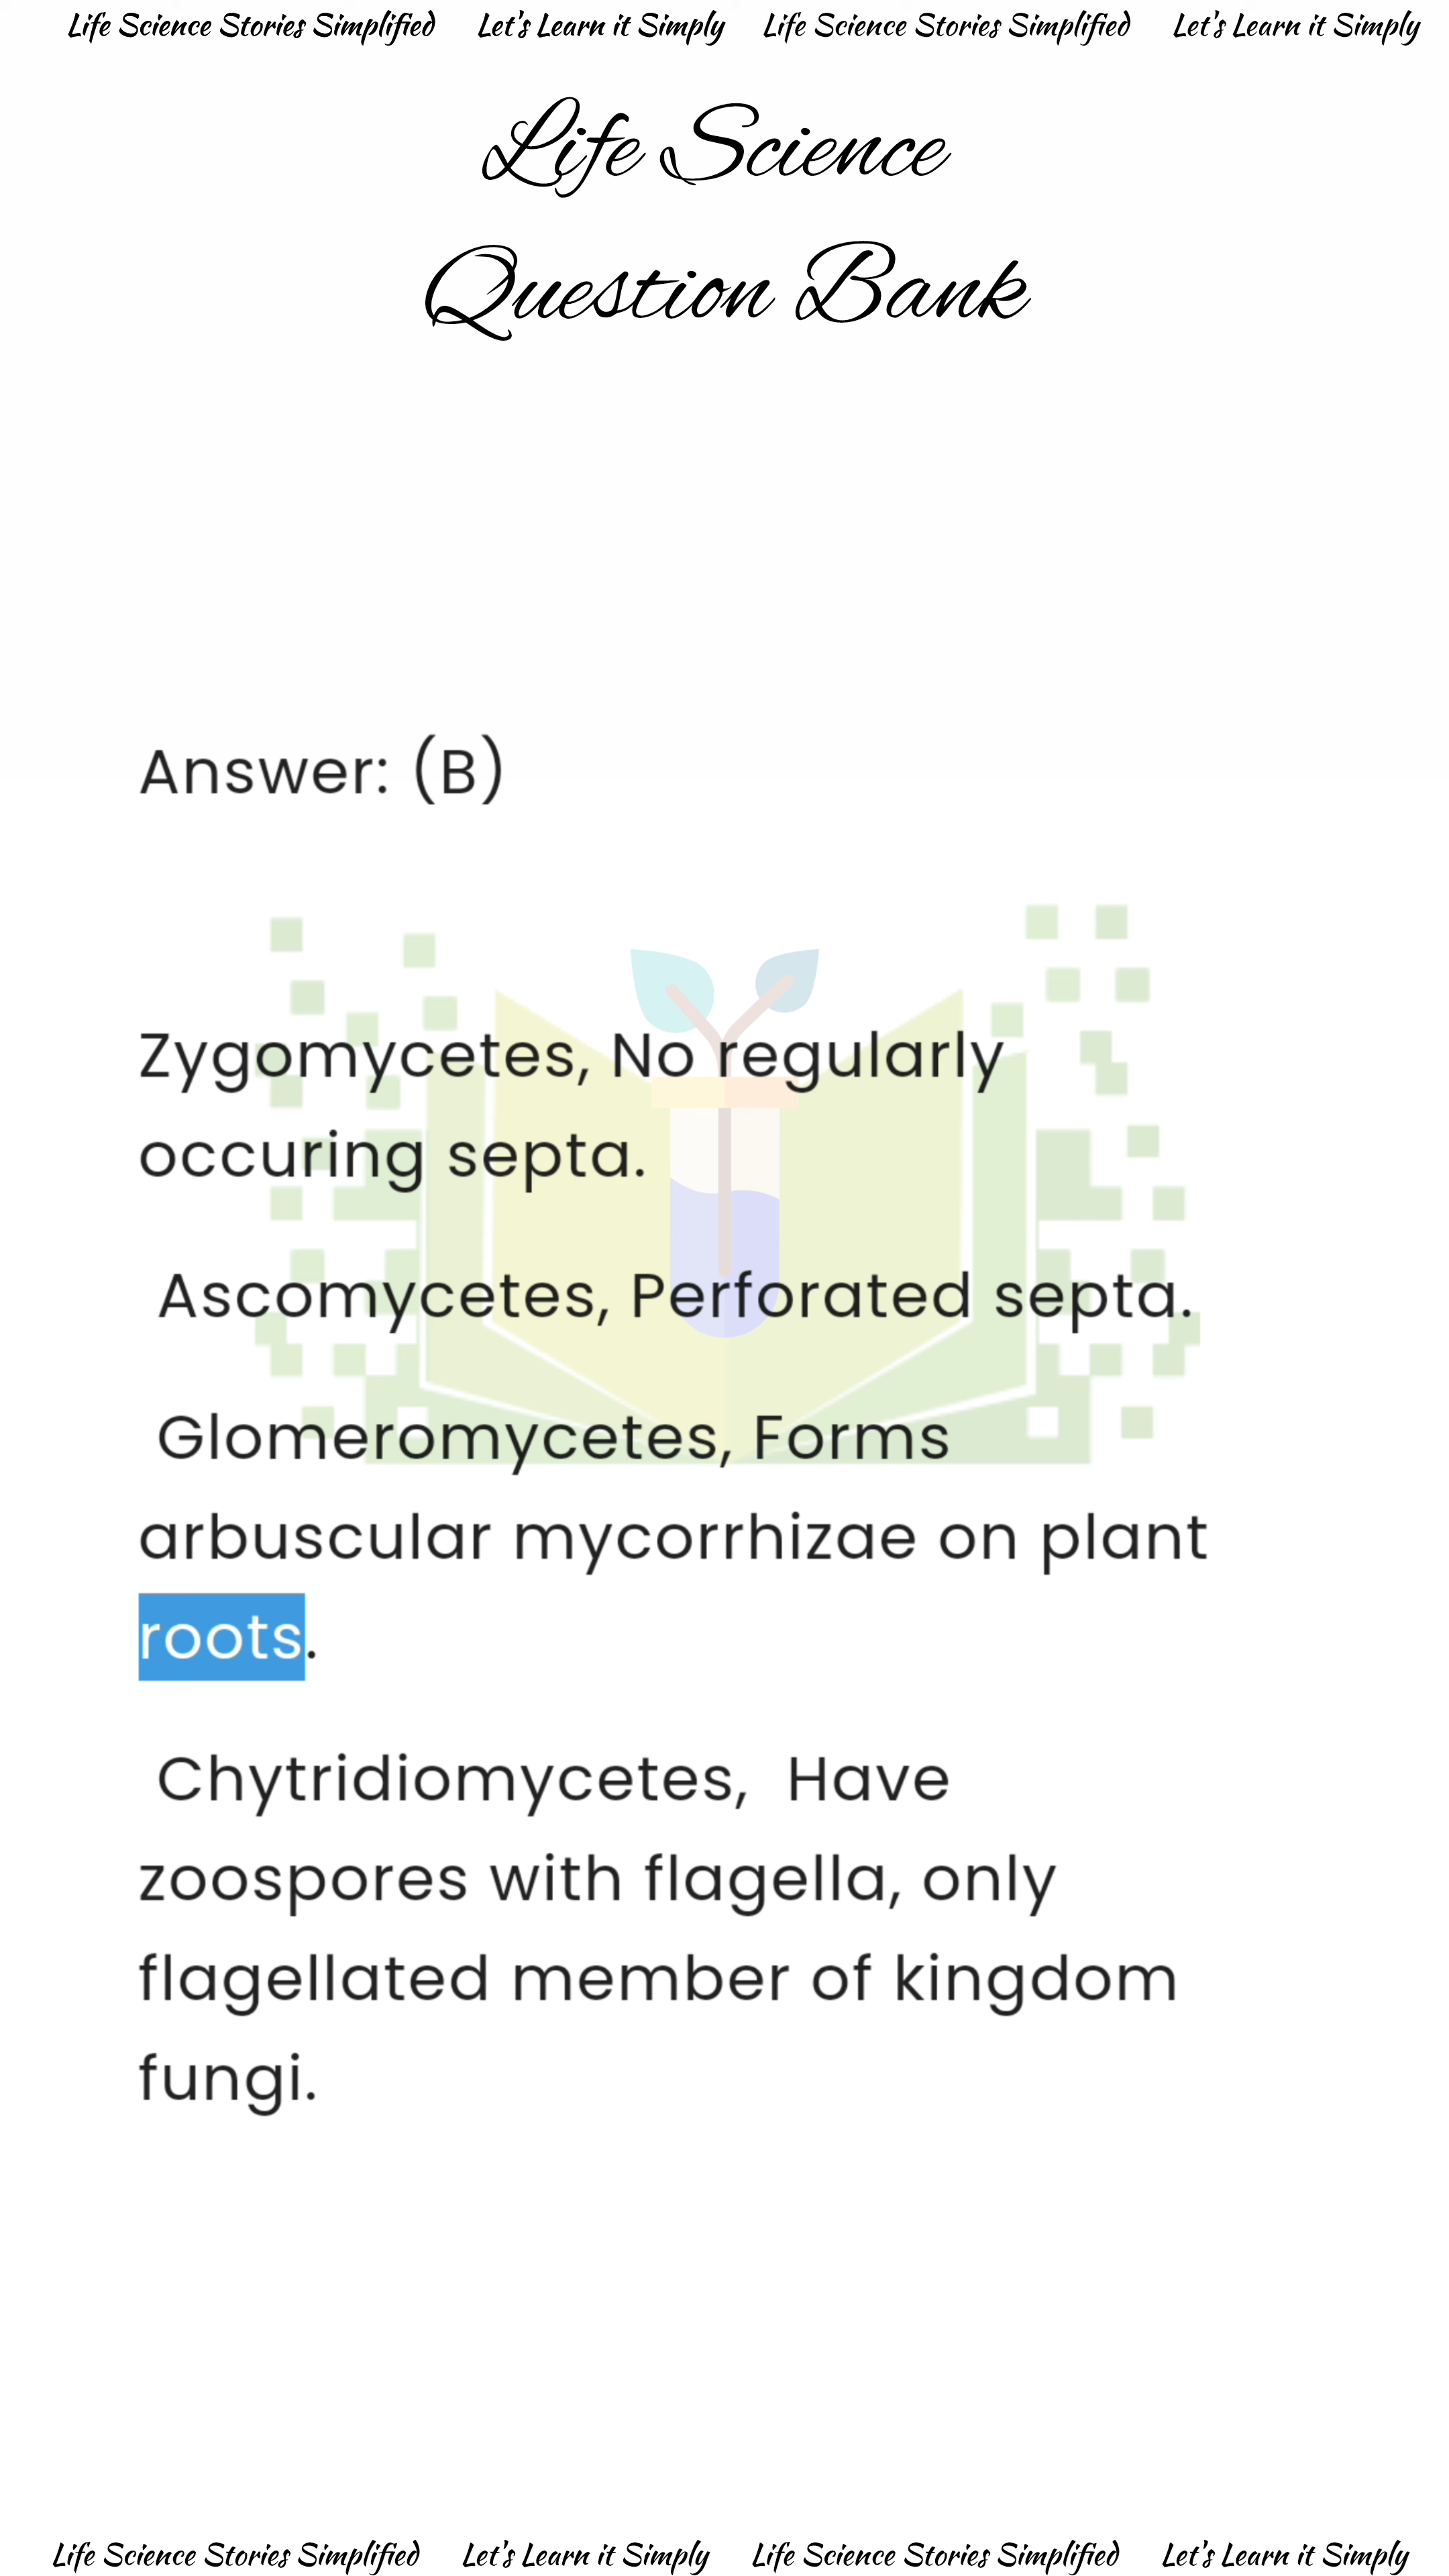 Life Science Stories Simplified Let's Learn it Simply Life Science Stories Simplified Let's Learn it Simply
Life Science
Question Bank
Answer: (B)
Zygomycetes, No regularly
occuring septa.
Ascomycetes, Perforated septa.
Glomeromycetes, Forms
arbuscular mycorrhizae on plant
roots.
Chytridiomycetes, Have
zoospores with flagella, only
flagellated member of kingdom
fungi.
Life Science Stories Simplified Let's Learn it Simply Life Science Stories Simplified Let's Learn it Simply